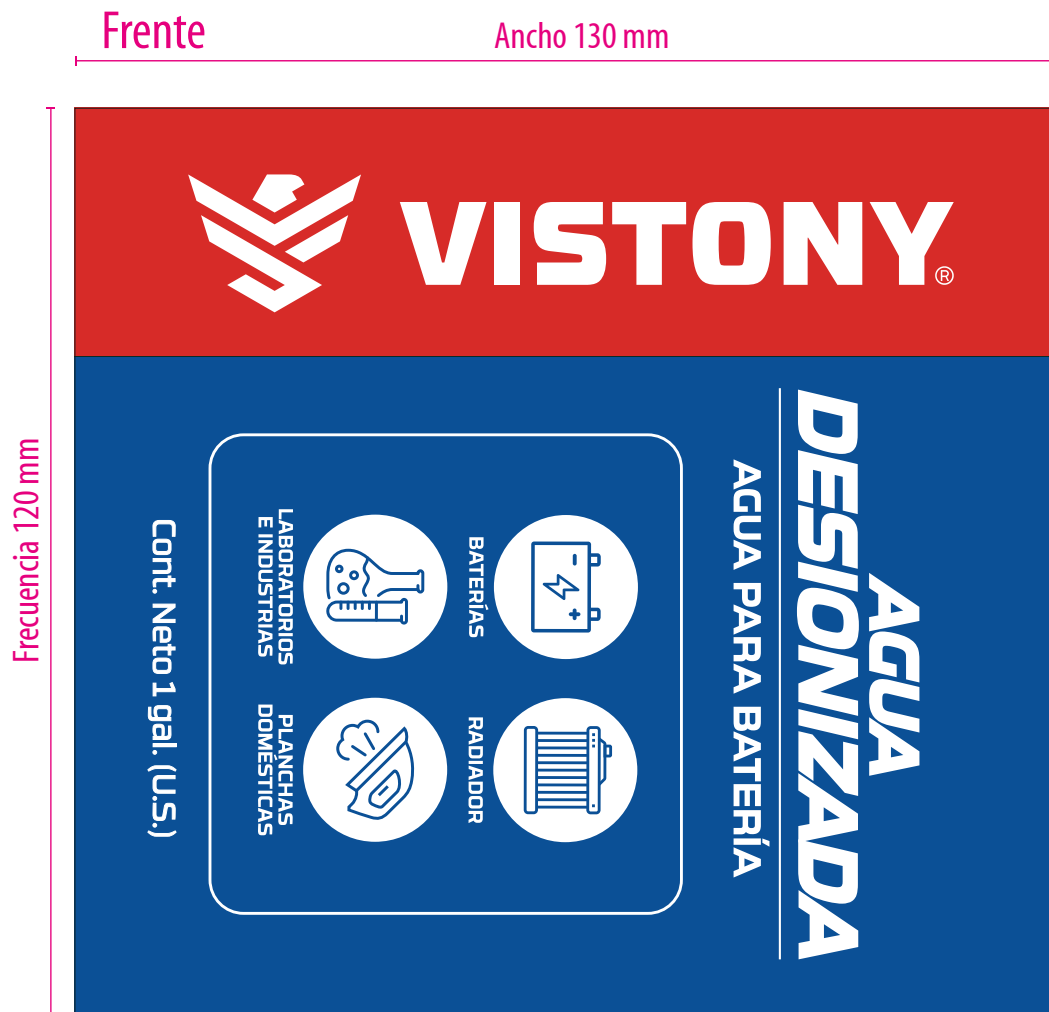 Frente
Ancho 130 mm
Frecuencia 120 mm
VISTONY®
AGUA
DESIONIZADA
AGUA PARA BATERÍA
BATERÍAS
RADIADOR
LABORATORIOS
E INDUSTRIAS
PLANCHAS
DOMÉSTICAS
Cont. Neto 1 gal. (U.S.)